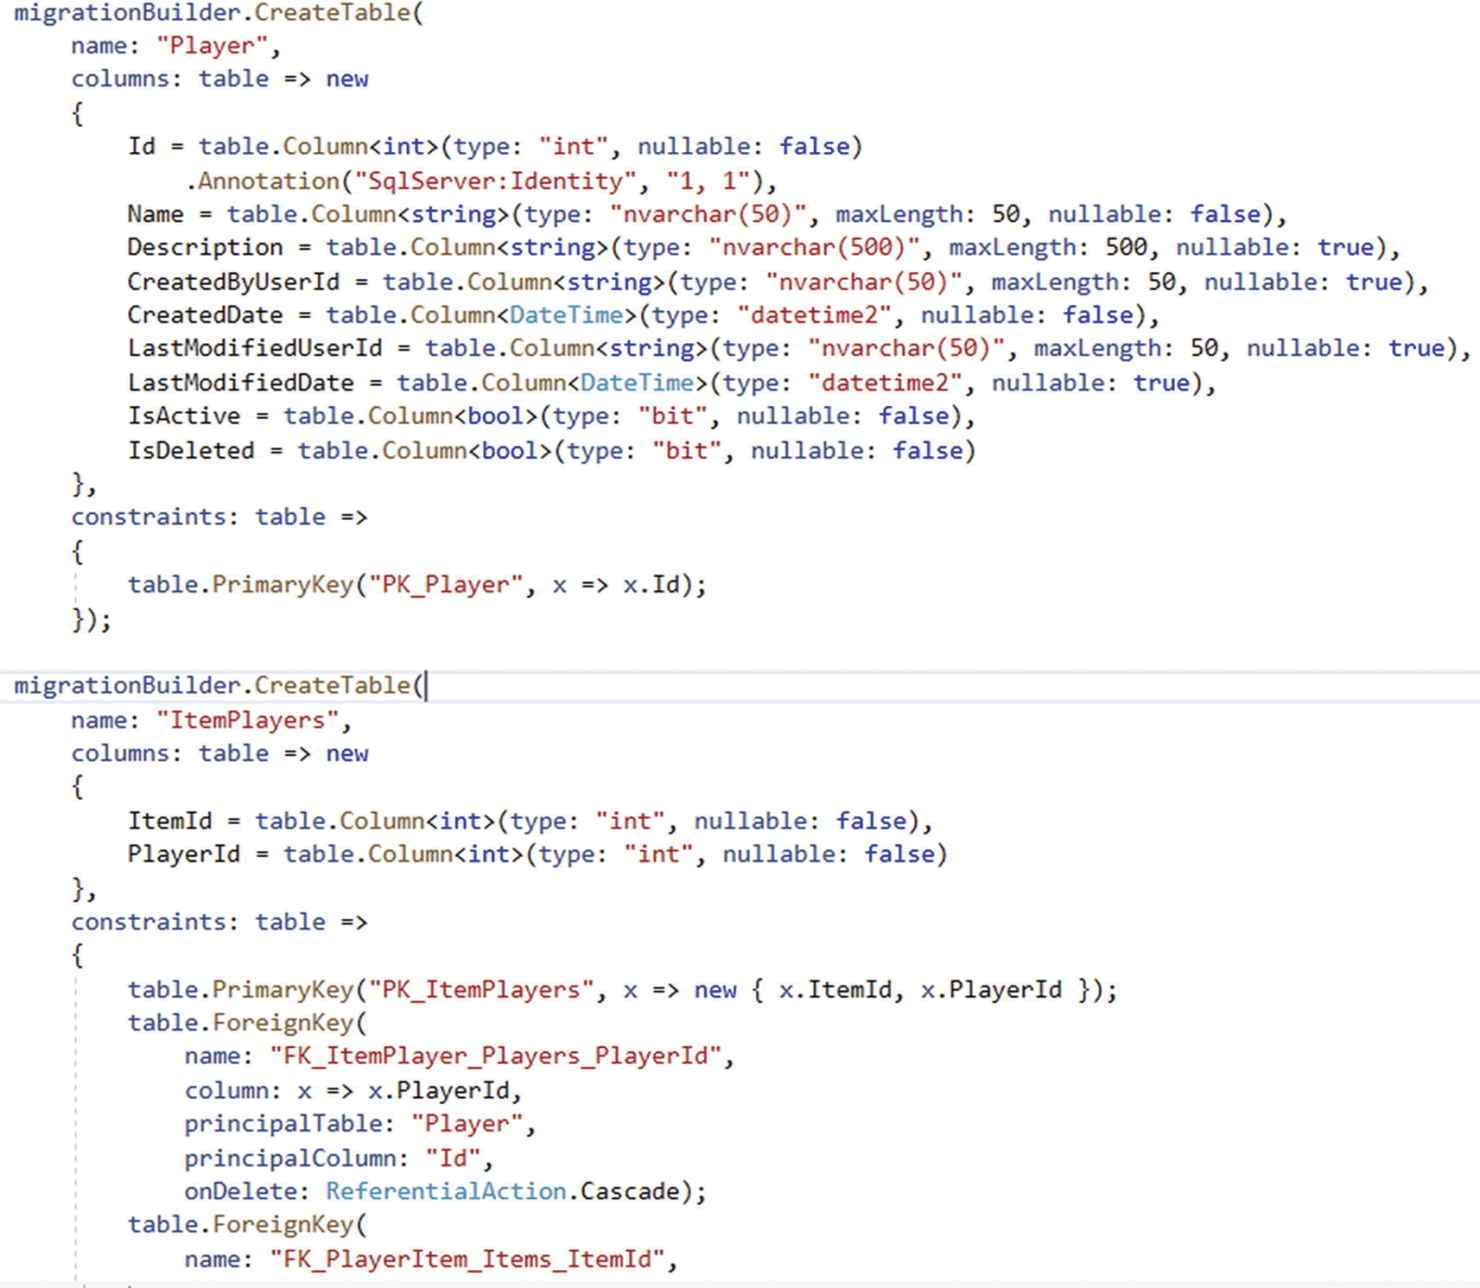 migrationBuilder.CreateTable(
    name: "Player",
    columns: table => new
    {
        Id = table.Column<int>(type: "int", nullable: false)
            .Annotation("SqlServer:Identity", "1, 1"),
        Name = table.Column<string>(type: "nvarchar(50)", maxLength: 50, nullable: false),
        Description = table.Column<string>(type: "nvarchar(500)", maxLength: 500, nullable: true),
        CreatedByUserId = table.Column<string>(type: "nvarchar(50)", maxLength: 50, nullable: true),
        CreatedDate = table.Column<DateTime>(type: "datetime2", nullable: false),
        LastModifiedUserId = table.Column<string>(type: "nvarchar(50)", maxLength: 50, nullable: true),
        LastModifiedDate = table.Column<DateTime>(type: "datetime2", nullable: true),
        IsActive = table.Column<bool>(type: "bit", nullable: false),
        IsDeleted = table.Column<bool>(type: "bit", nullable: false)
    },
    constraints: table =>
    {
        table.PrimaryKey("PK_Player", x => x.Id);
    });
migrationBuilder.CreateTable(
    name: "ItemPlayers",
    columns: table => new
    {
        ItemId = table.Column<int>(type: "int", nullable: false),
        PlayerId = table.Column<int>(type: "int", nullable: false)
    },
    constraints: table =>
    {
        table.PrimaryKey("PK_ItemPlayers", x => new { x.ItemId, x.PlayerId });
        table.ForeignKey(
            name: "FK_ItemPlayer_Players_PlayerId",
            column: x => x.PlayerId,
            principalTable: "Player",
            principalColumn: "Id",
            onDelete: ReferentialAction.Cascade);
        table.ForeignKey(
            name: "FK_PlayerItem_Items_ItemId",